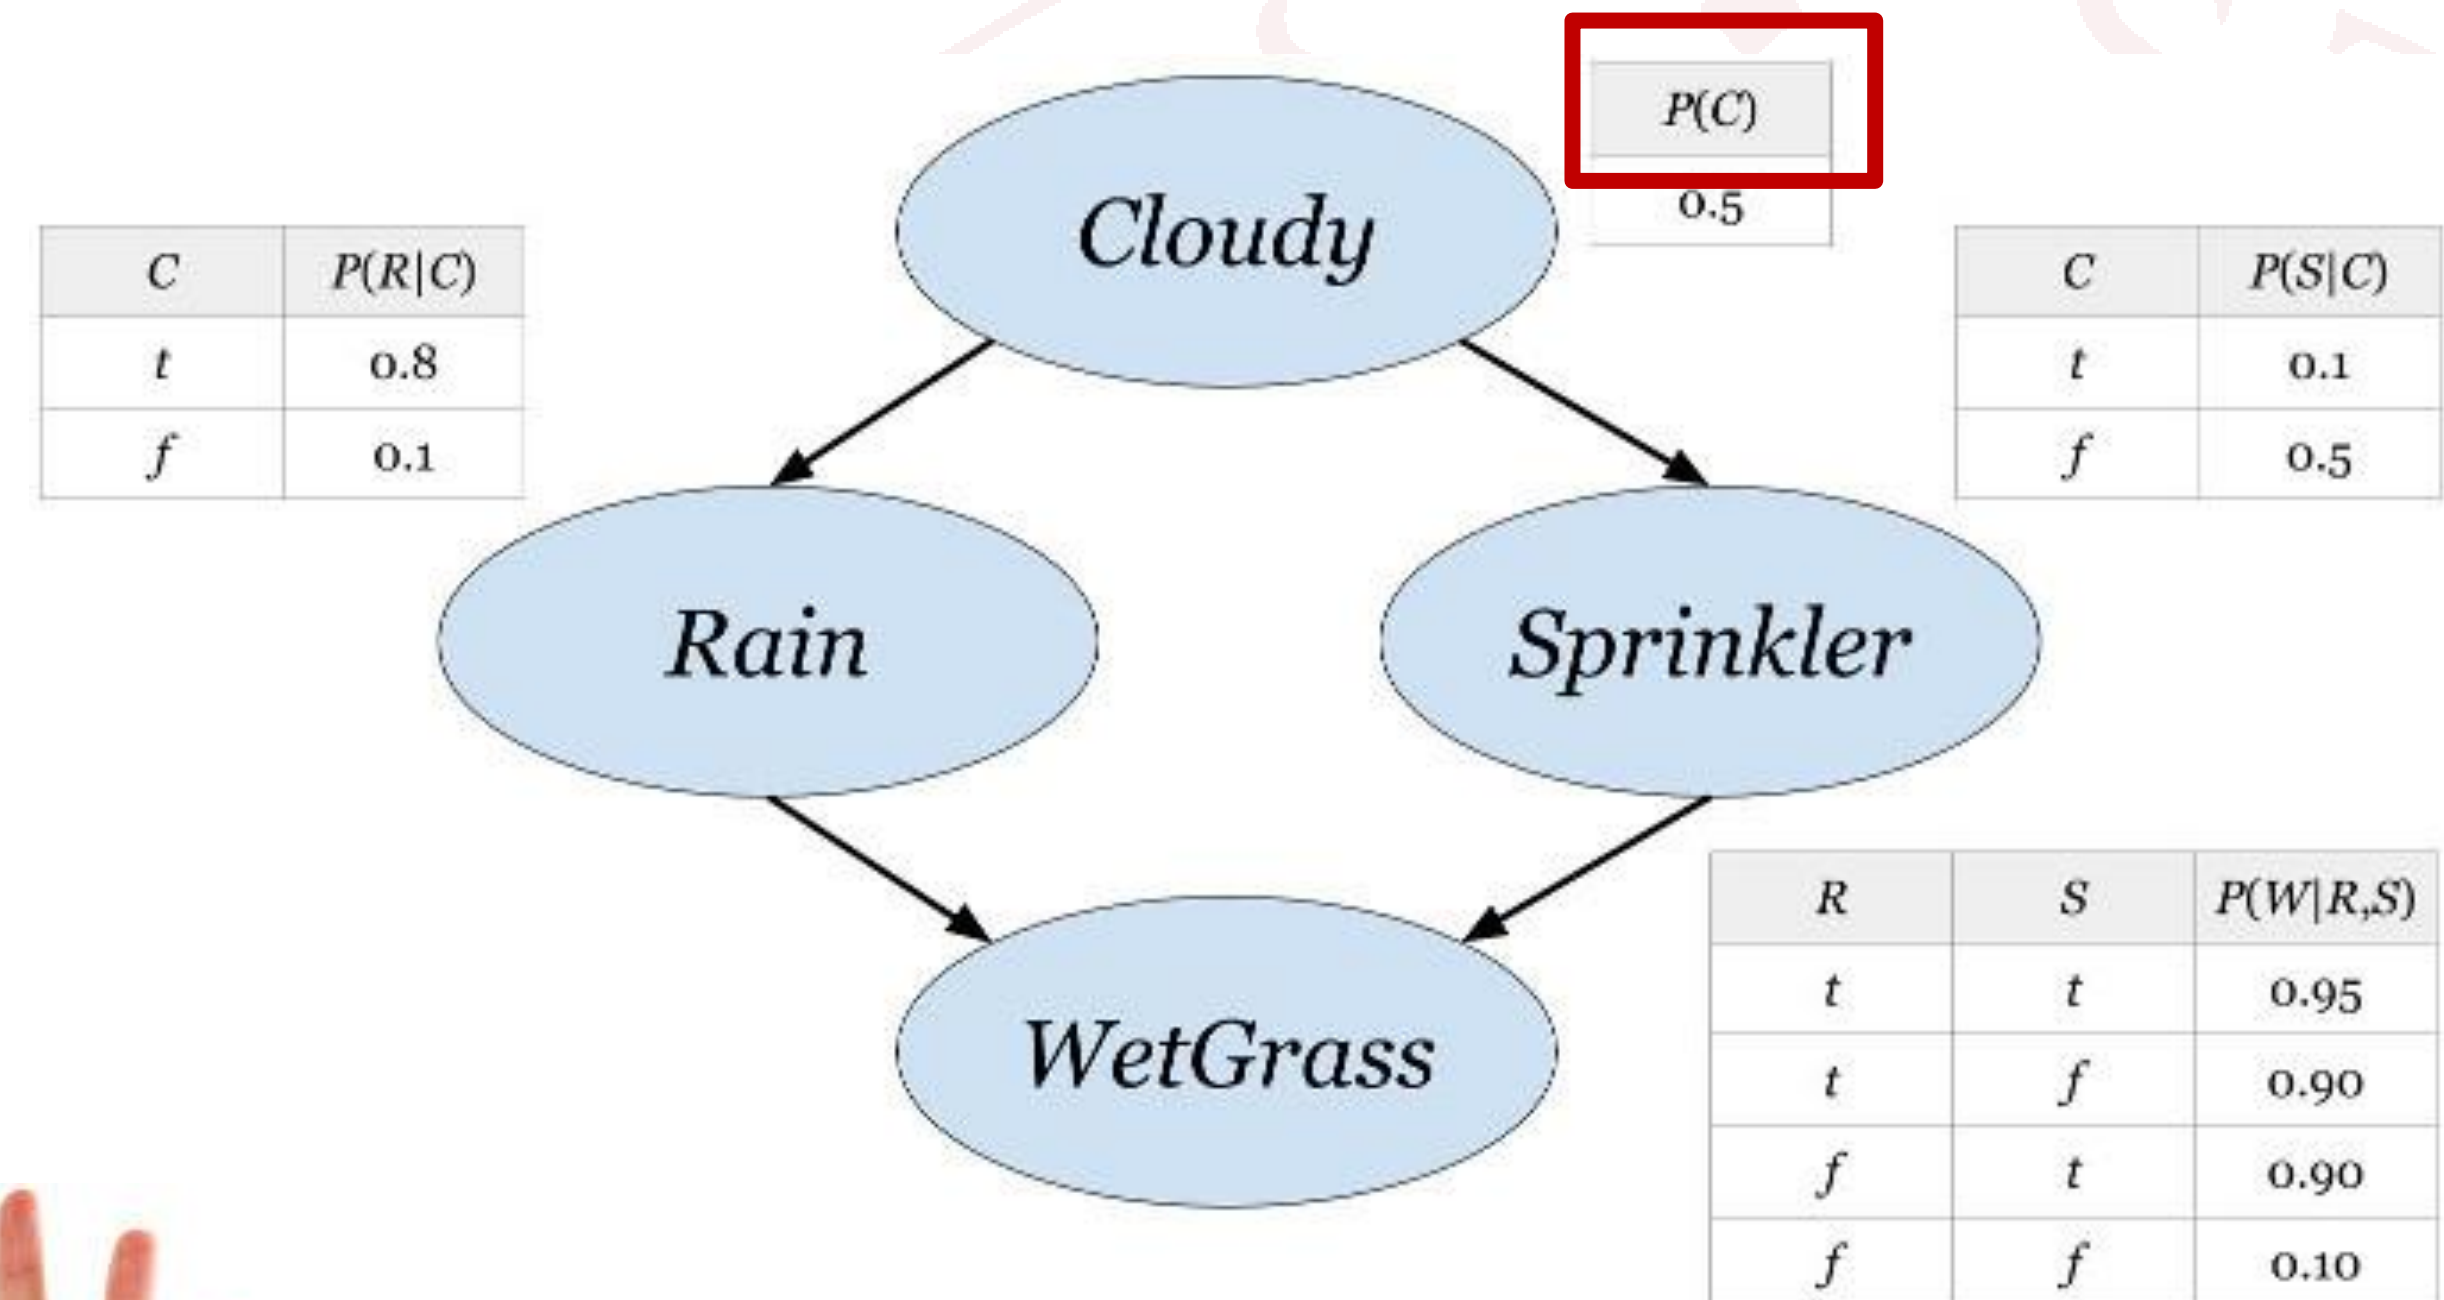 P(C)
0.5
Cloudy
C P(R|C)
t 0.8
f 0.1
C P(S|C)
t 0.1
f 0.5
Rain
Sprinkler
WetGrass
R S P(W|R,S)
t t 0.95
t f 0.90
f t 0.90
f f 0.10